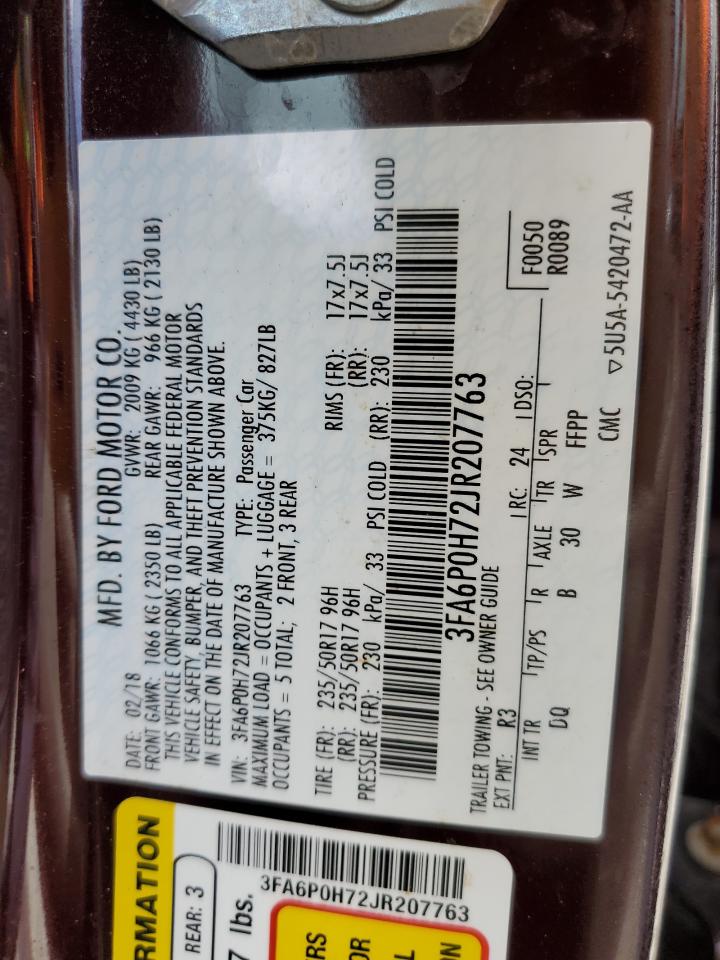 MFD. BY FORD MOTOR CO.
DATE: 02/18 GVWR: 2009 KG ( 4430 LB)
FRONT GAWR: 1066 KG ( 2350 LB) REAR GAWR: 966 KG ( 2130 LB)
THIS VEHICLE CONFORMS TO ALL APPLICABLE FEDERAL MOTOR
VEHICLE SAFETY, BUMPER, AND THEFT PREVENTION STANDARDS
IN EFFECT ON THE DATE OF MANUFACTURE SHOWN ABOVE.
VIN: 3FA6P0H72JR207763 TYPE: Passenger Car
MAXIMUM LOAD = OCCUPANTS + LUGGAGE = 375KG/ 827LB
OCCUPANTS = 5 TOTAL; 2 FRONT, 3 REAR
TIRE (FR): 235/50R17 96H RIMS (FR): 17x7.5J
(RR): 235/50R17 96H (RR): 17x7.5J
PRESSURE (FR): 230 kPa/ 33 PSI COLD (RR): 230 kPa/ 33 PSI COLD
3FA6P0H72JR207763
TRAILER TOWING - SEE OWNER GUIDE
EXT PNT: R3 RC: 24 DSO: F0050
R0089
INT TR TP/PS R AXLE TR SPR
DQ B 30 W FFPP
CMC ▽5U5A-5420472-AA
RMATION
REAR: 3
7 lbs.
3FA6P0H72JR207763
RS
OR
L
ON